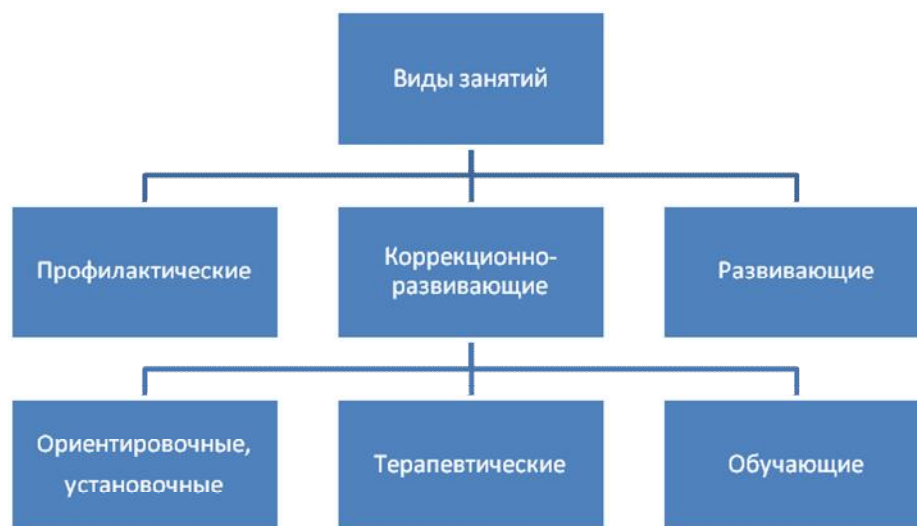 Виды занятий
Профилактические
Коррекционно-
развивающие
Развивающие
Ориентировочные,
установочные
Терапевтические
Обучающие